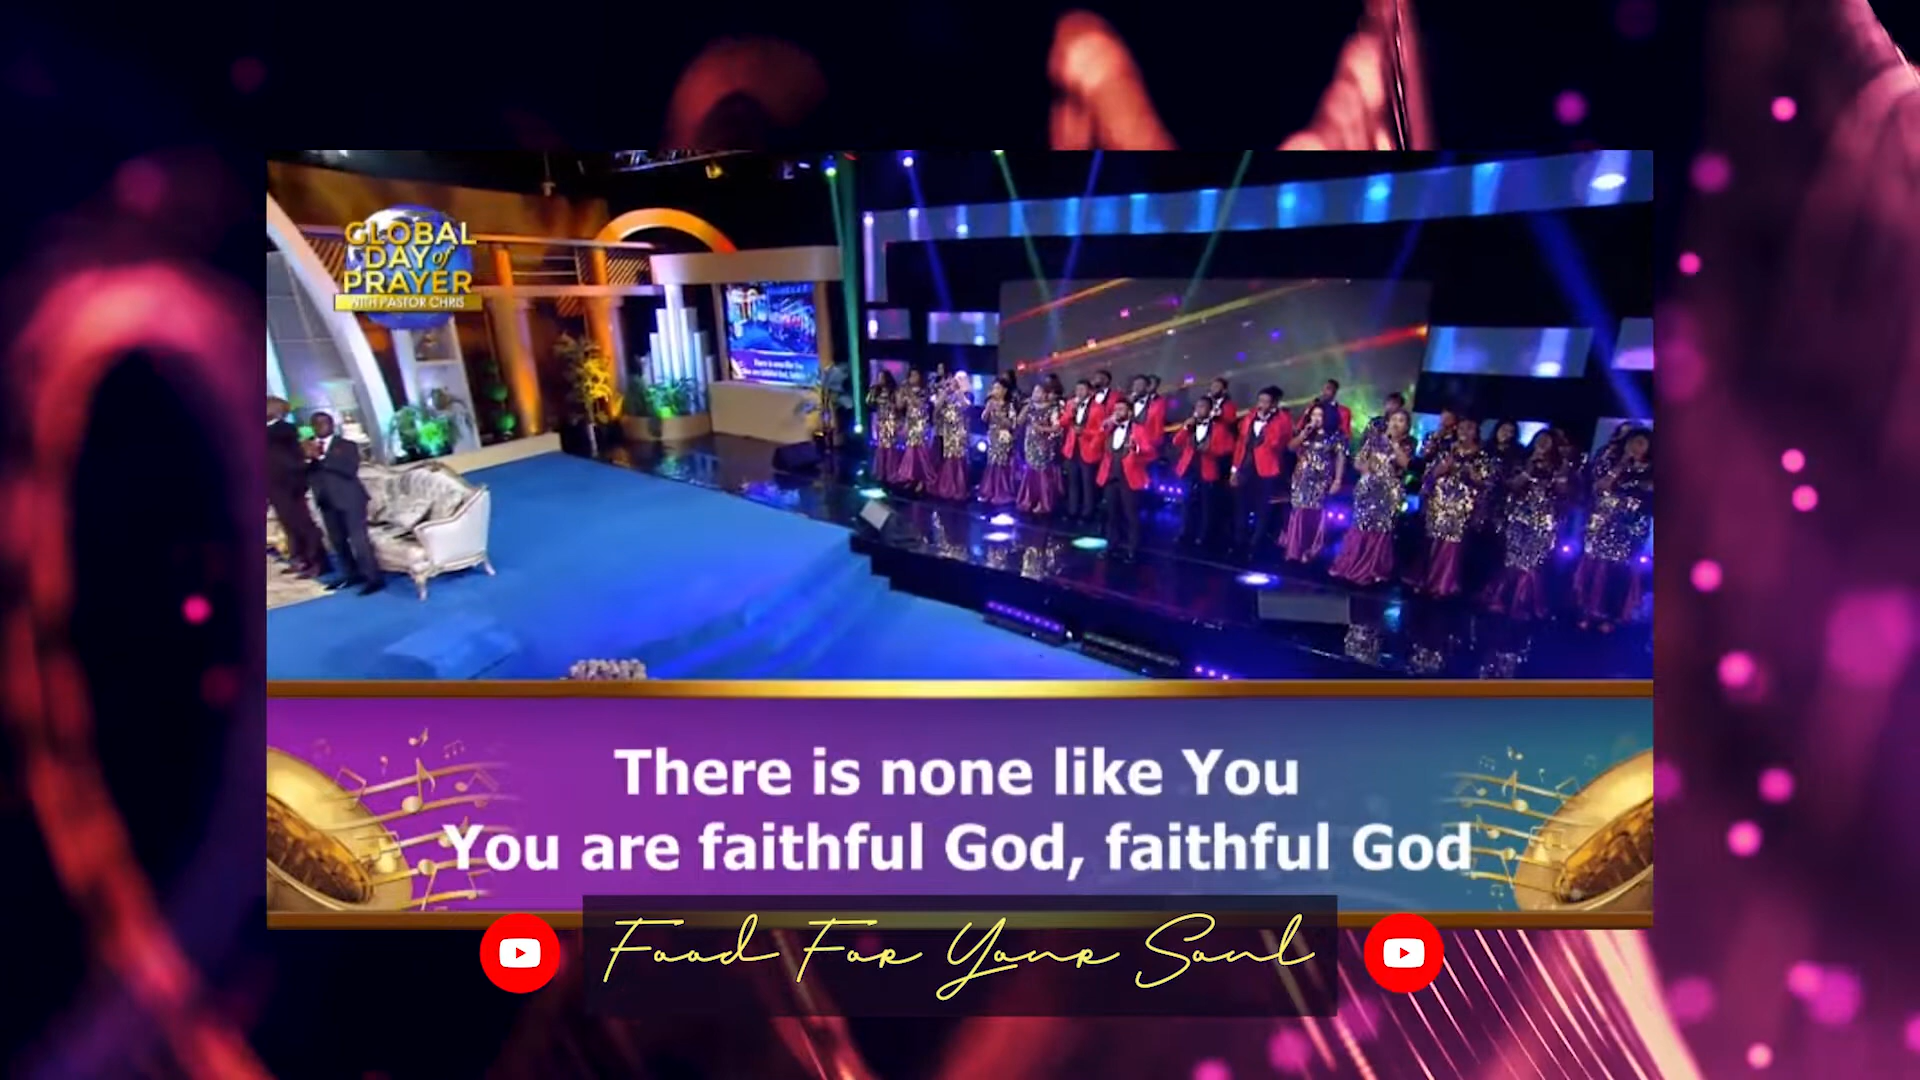 GLOBAL
DAY of
PRAYER
WITH PASTOR CHRIS
There is none like You
You are faithful God, faithful God
Food For Your Soul